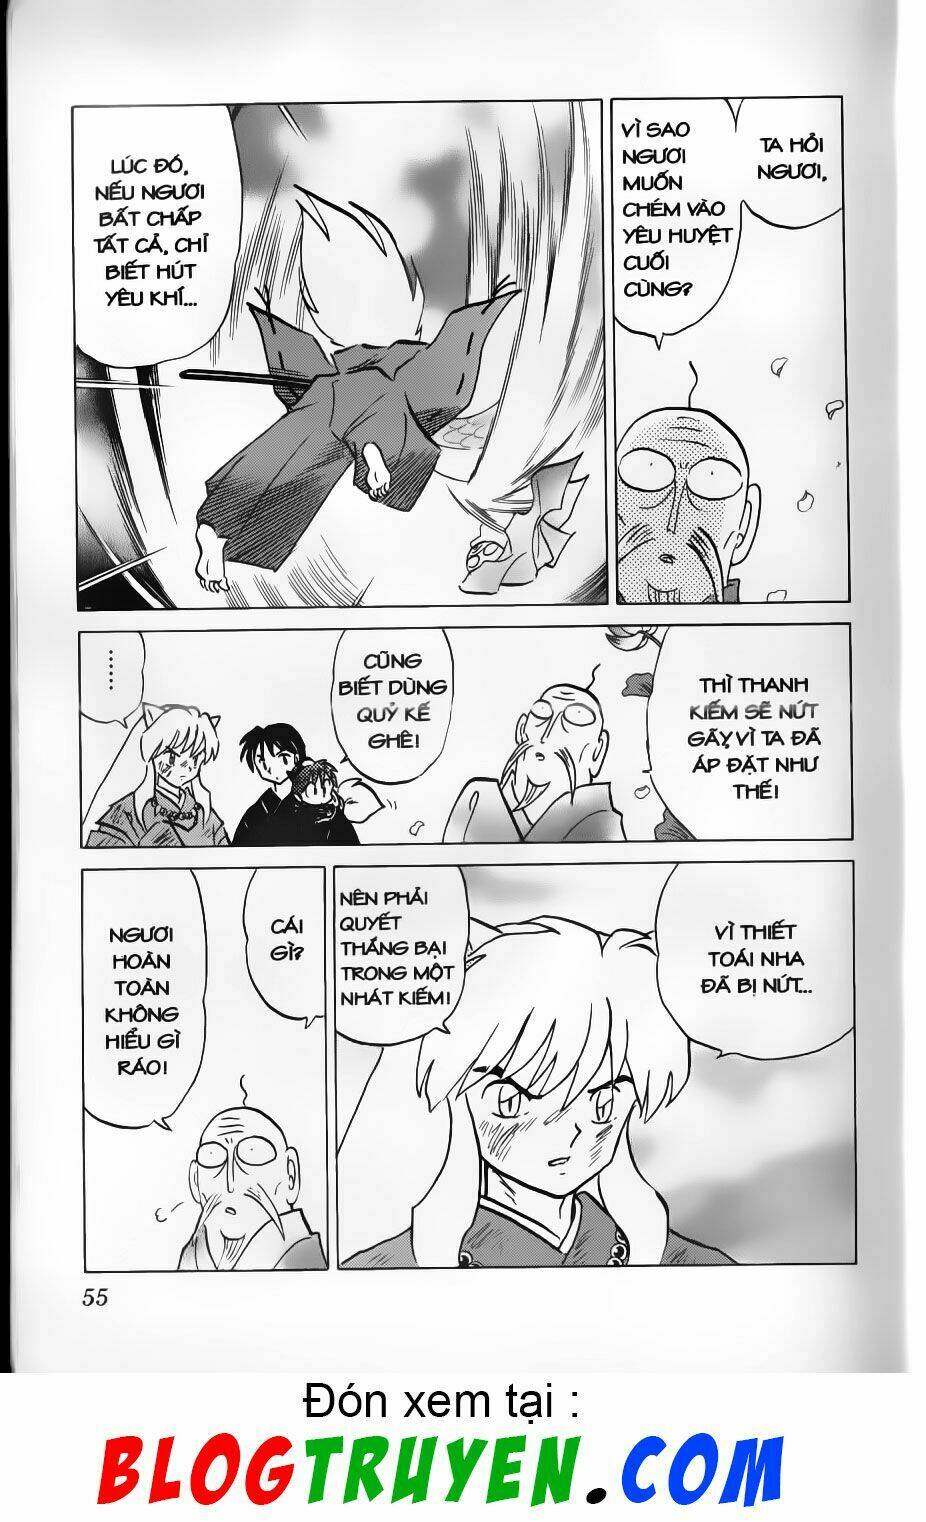 TA HỎI
NGƯƠI,
VÌ SAO
NGƯƠI
MUỐN
CHÉM VÀO
YÊU HUYỆT
CUỐI
CÙNG?
LÚC ĐÓ,
NẾU NGƯƠI
BẤT CHẤP
TẤT CẢ, CHỈ
BIẾT HÚT
YÊU KHÍ...
THÌ THANH
KIẾM SẼ NỨT
GÃY, VÌ TA ĐÃ
ÁP ĐẶT NHƯ
THẾ!
CŨNG
BIẾT DÙNG
QUỶ KẾ
GHÊ!
........
VÌ THIẾT
TOÁI NHA
ĐÃ BỊ NỨT...
NÊN PHẢI
QUYẾT
THẮNG BẠI
TRONG MỘT
NHÁT KIẾM!
CÁI
GÌ?
NGƯƠI
HOÀN
TOÀN
KHÔNG
HIỂU GÌ
RÁO!
55
Đón xem tại :
BLOGTRUYEN.COM